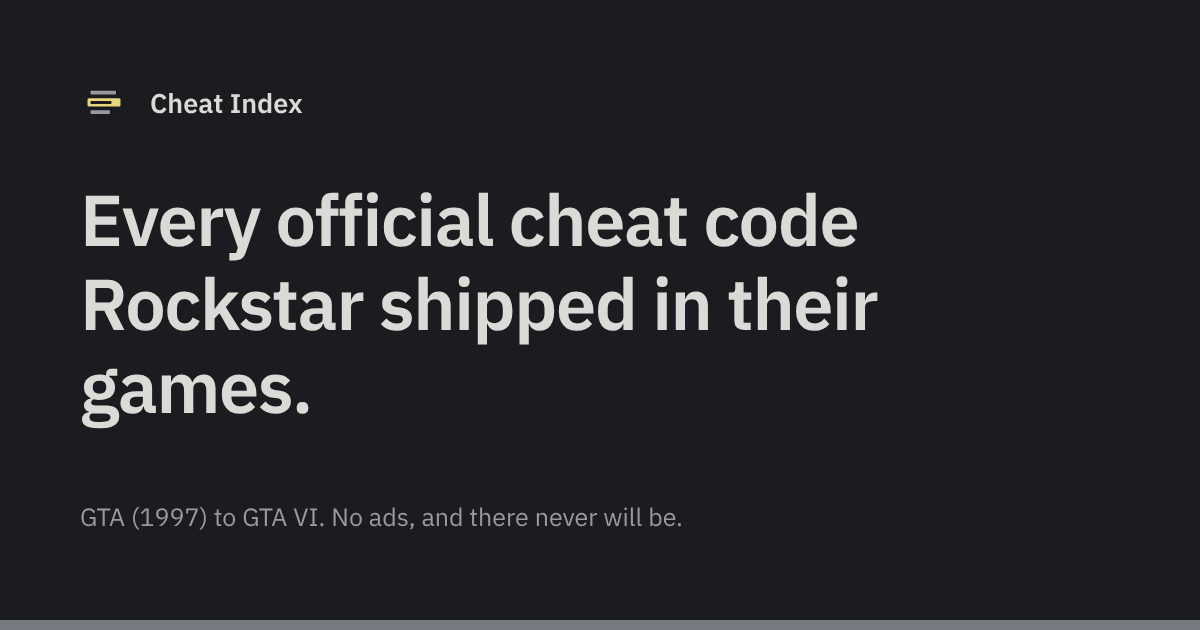 Cheat Index
Every official cheat code
Rockstar shipped in their
games.
GTA (1997) to GTA VI. No ads, and there never will be.